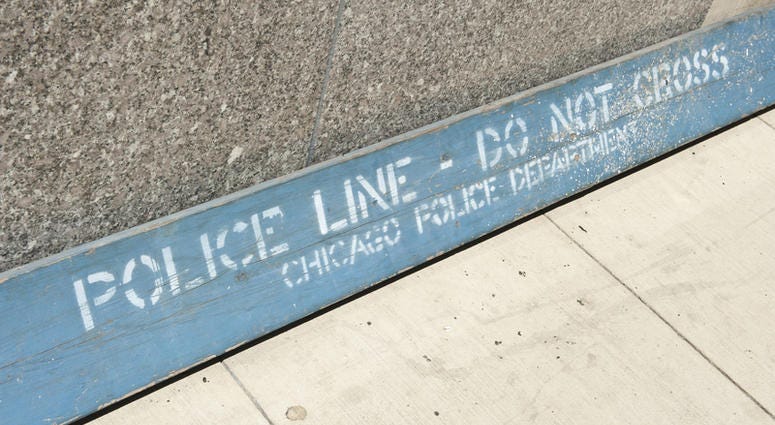 POLICE LINE - DO NOT CROSS
CHICAGO POLICE DEPARTMENT